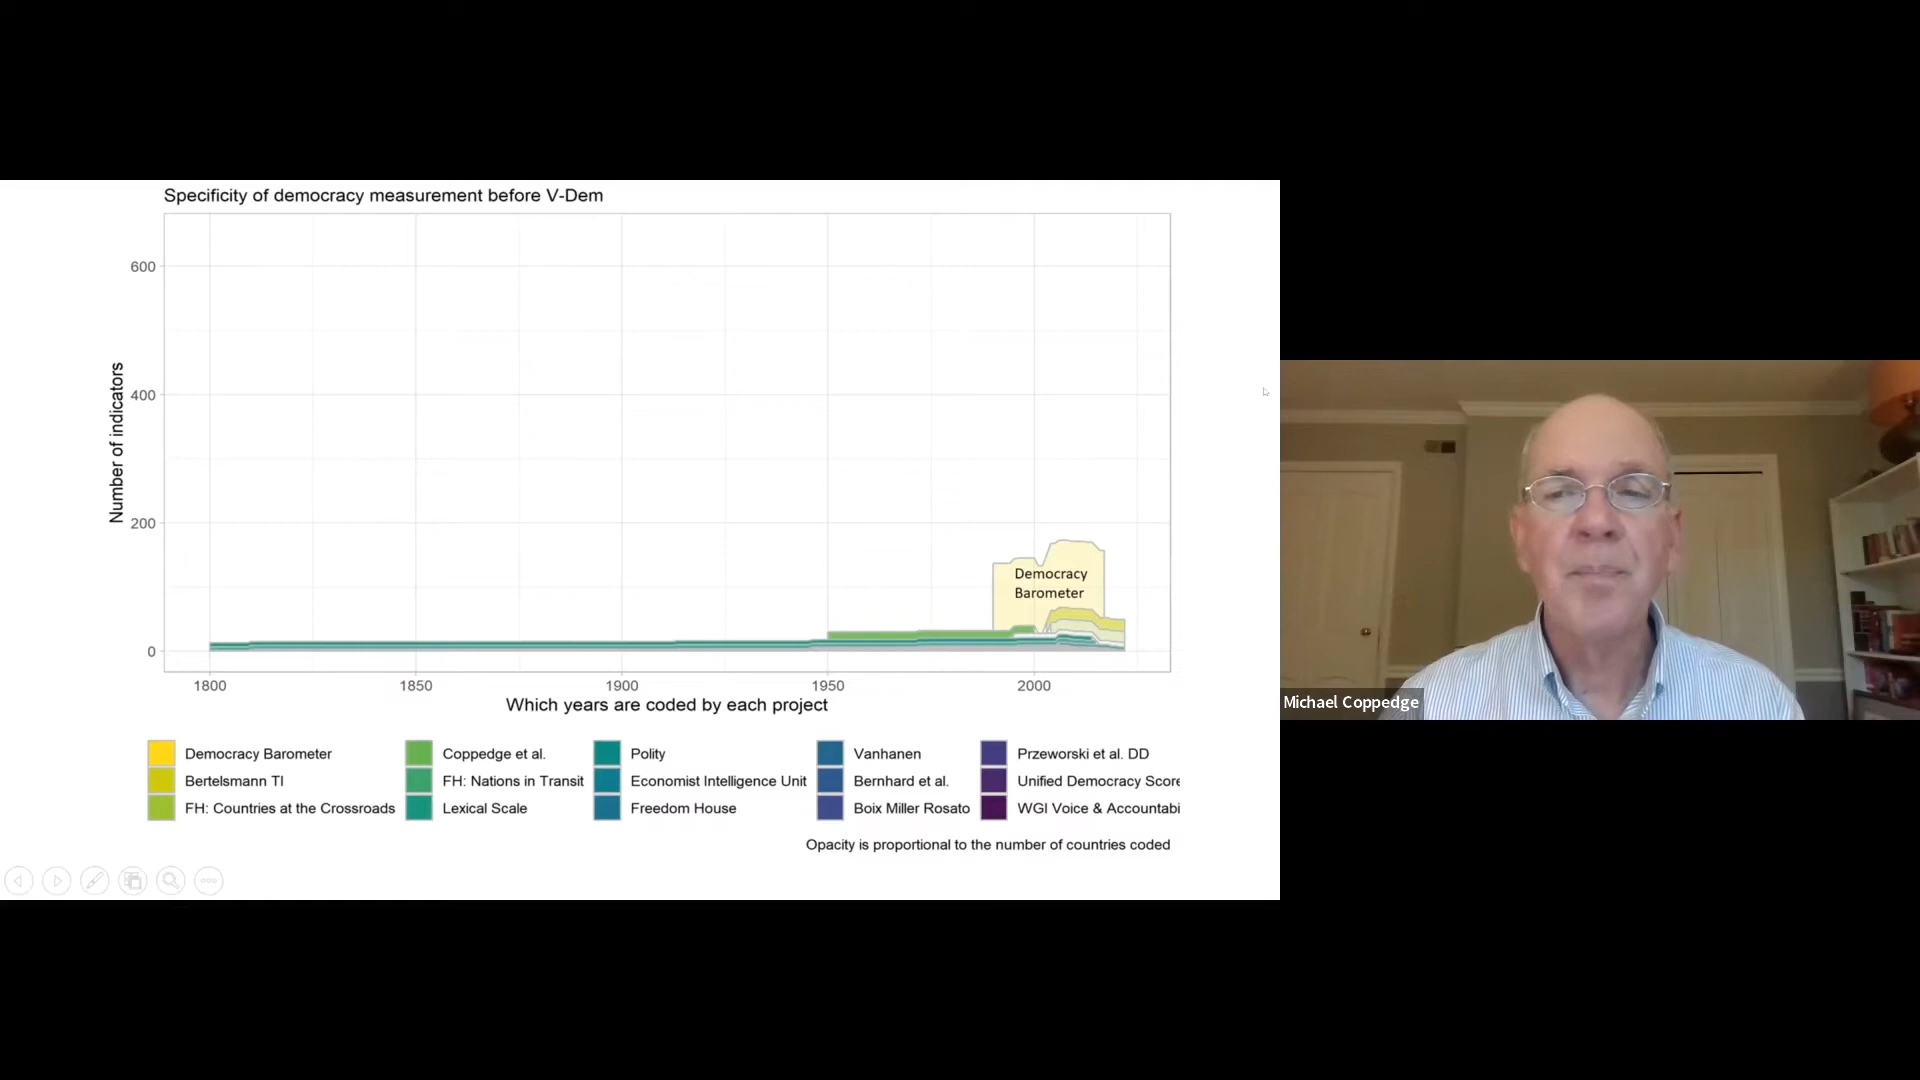 Specificity of democracy measurement before V-Dem
600
400
200
0
Number of indicators
Democracy
Barometer
1800 1850 1900 1950 2000
Which years are coded by each project
Democracy Barometer Coppedge et al. Polity Vanhanen Przeworski et al. DD
Bertelsmann TI FH: Nations in Transit Economist Intelligence Unit Bernhard et al. Unified Democracy Score
FH: Countries at the Crossroads Lexical Scale Freedom House Boix Miller Rosato WGI Voice & Accountabi
Opacity is proportional to the number of countries coded
Michael Coppedge